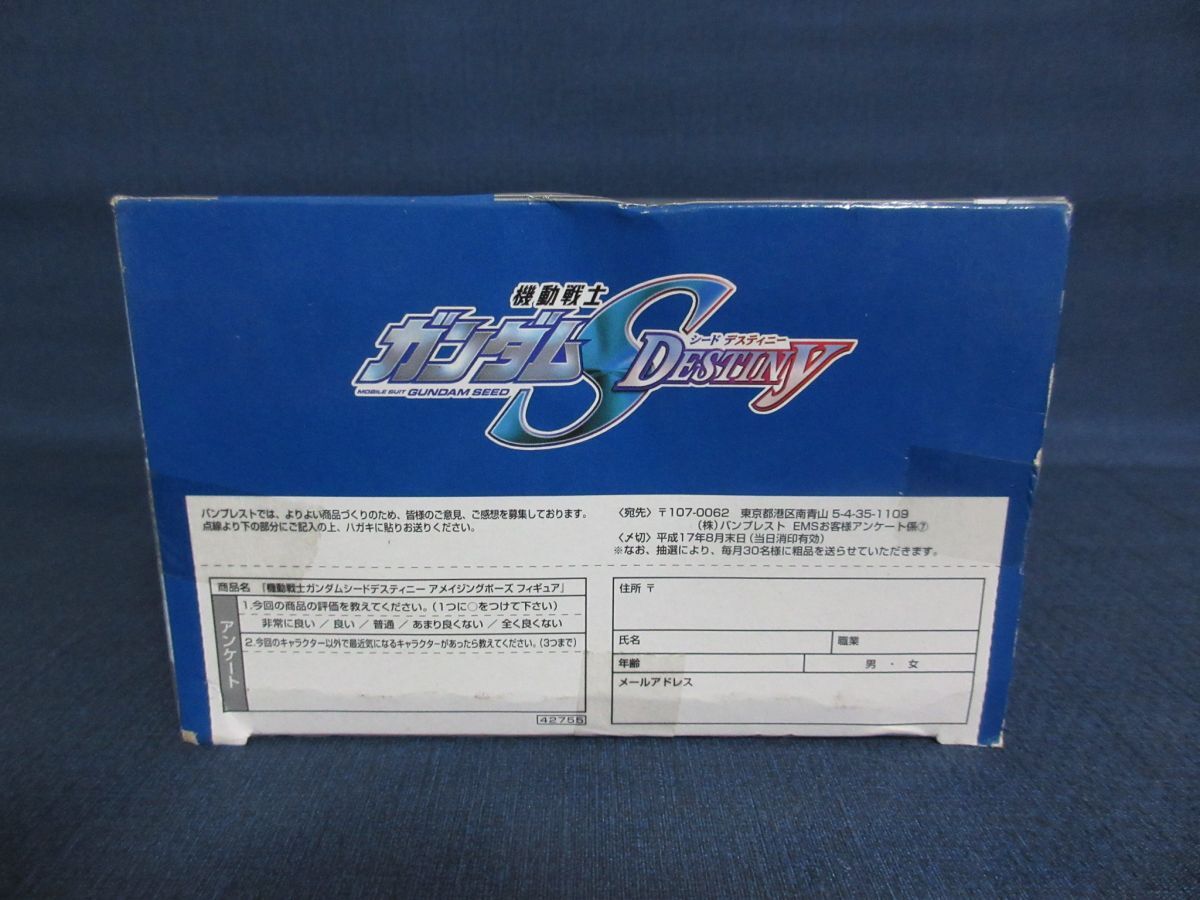 機動戦士
ガンダムS
シード デスティニー
DESTINY
MOBILE SUIT GUNDAM SEED
バンプレストでは、よりよい商品づくりのため、皆様のご意見、ご感想を募集しております。
点線より下の部分にご記入の上、ハガキに貼りお送りください。
〈宛先〉〒107-0062 東京都港区南青山 5-4-35-1109
(株)バンプレスト EMSお客様アンケート係⑦
〈〆切〉平成17年8月末日(当日消印有効)
※なお、抽選により、毎月30名様に粗品を送らせていただきます。
商品名 『機動戦士ガンダムシードデスティニー アメイジングポーズ フィギュア』
アンケート
1.今回の商品の評価を教えてください。(1つに○をつけて下さい)
非常に良い / 良い / 普通 / あまり良くない / 全く良くない
2.今回のキャラクター以外で最近気になるキャラクターがあったら教えてください。(3つまで)
42755
住所 〒
氏名 職業
年齢 男 ・ 女
メールアドレス